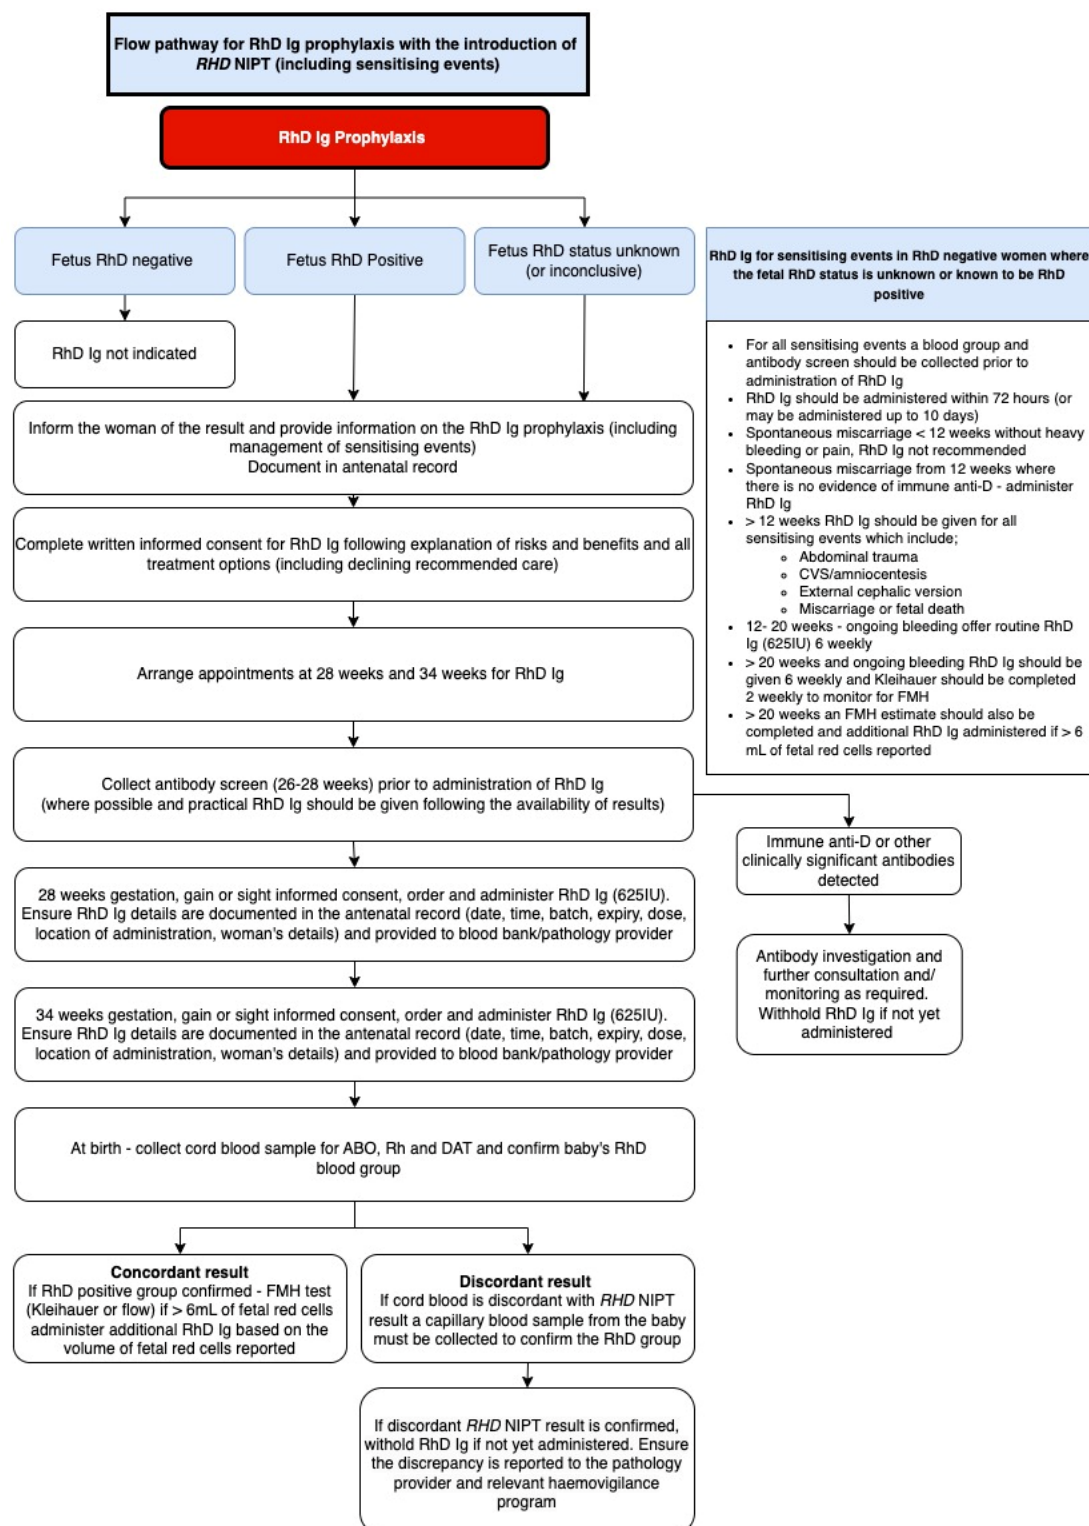 Flow pathway for RhD Ig prophylaxis with the introduction of
RHD NIPT (including sensitising events)
RhD Ig Prophylaxis
Fetus RhD negative
Fetus RhD Positive
Fetus RhD status unknown
(or inconclusive)
RhD Ig not indicated
Inform the woman of the result and provide information on the RhD Ig prophylaxis (including
management of sensitising events)
Document in antenatal record
Complete written informed consent for RhD Ig following explanation of risks and benefits and all
treatment options (including declining recommended care)
Arrange appointments at 28 weeks and 34 weeks for RhD Ig
Collect antibody screen (26-28 weeks) prior to administration of RhD Ig
(where possible and practical RhD Ig should be given following the availability of results)
28 weeks gestation, gain or sight informed consent, order and administer RhD Ig (625IU).
Ensure RhD Ig details are documented in the antenatal record (date, time, batch, expiry, dose,
location of administration, woman's details) and provided to blood bank/pathology provider
34 weeks gestation, gain or sight informed consent, order and administer RhD Ig (625IU).
Ensure RhD Ig details are documented in the antenatal record (date, time, batch, expiry, dose,
location of administration, woman's details) and provided to blood bank/pathology provider
At birth - collect cord blood sample for ABO, Rh and DAT and confirm baby's RhD
blood group
Concordant result
If RhD positive group confirmed - FMH test
(Kleihauer or flow) if > 6mL of fetal red cells
administer additional RhD Ig based on the
volume of fetal red cells reported
Discordant result
If cord blood is discordant with RHD NIPT
result a capillary blood sample from the baby
must be collected to confirm the RhD group
If discordant RHD NIPT result is confirmed,
withold RhD Ig if not yet administered. Ensure
the discrepancy is reported to the pathology
provider and relevant haemovigilance
program
RhD Ig for sensitising events in RhD negative women where
the fetal RhD status is unknown or known to be RhD
positive
• For all sensitising events a blood group and
antibody screen should be collected prior to
administration of RhD Ig
• RhD Ig should be administered within 72 hours (or
may be administered up to 10 days)
• Spontaneous miscarriage < 12 weeks without heavy
bleeding or pain, RhD Ig not recommended
• Spontaneous miscarriage from 12 weeks where
there is no evidence of immune anti-D - administer
RhD Ig
• > 12 weeks RhD Ig should be given for all
sensitising events which include;
○ Abdominal trauma
○ CVS/amniocentesis
○ External cephalic version
○ Miscarriage or fetal death
• 12- 20 weeks - ongoing bleeding offer routine RhD
Ig (625IU) 6 weekly
• > 20 weeks and ongoing bleeding RhD Ig should be
given 6 weekly and Kleihauer should be completed
2 weekly to monitor for FMH
• > 20 weeks an FMH estimate should also be
completed and additional RhD Ig administered if > 6
mL of fetal red cells reported
Immune anti-D or other
clinically significant antibodies
detected
Antibody investigation and
further consultation and/
monitoring as required.
Withhold RhD Ig if not yet
administered